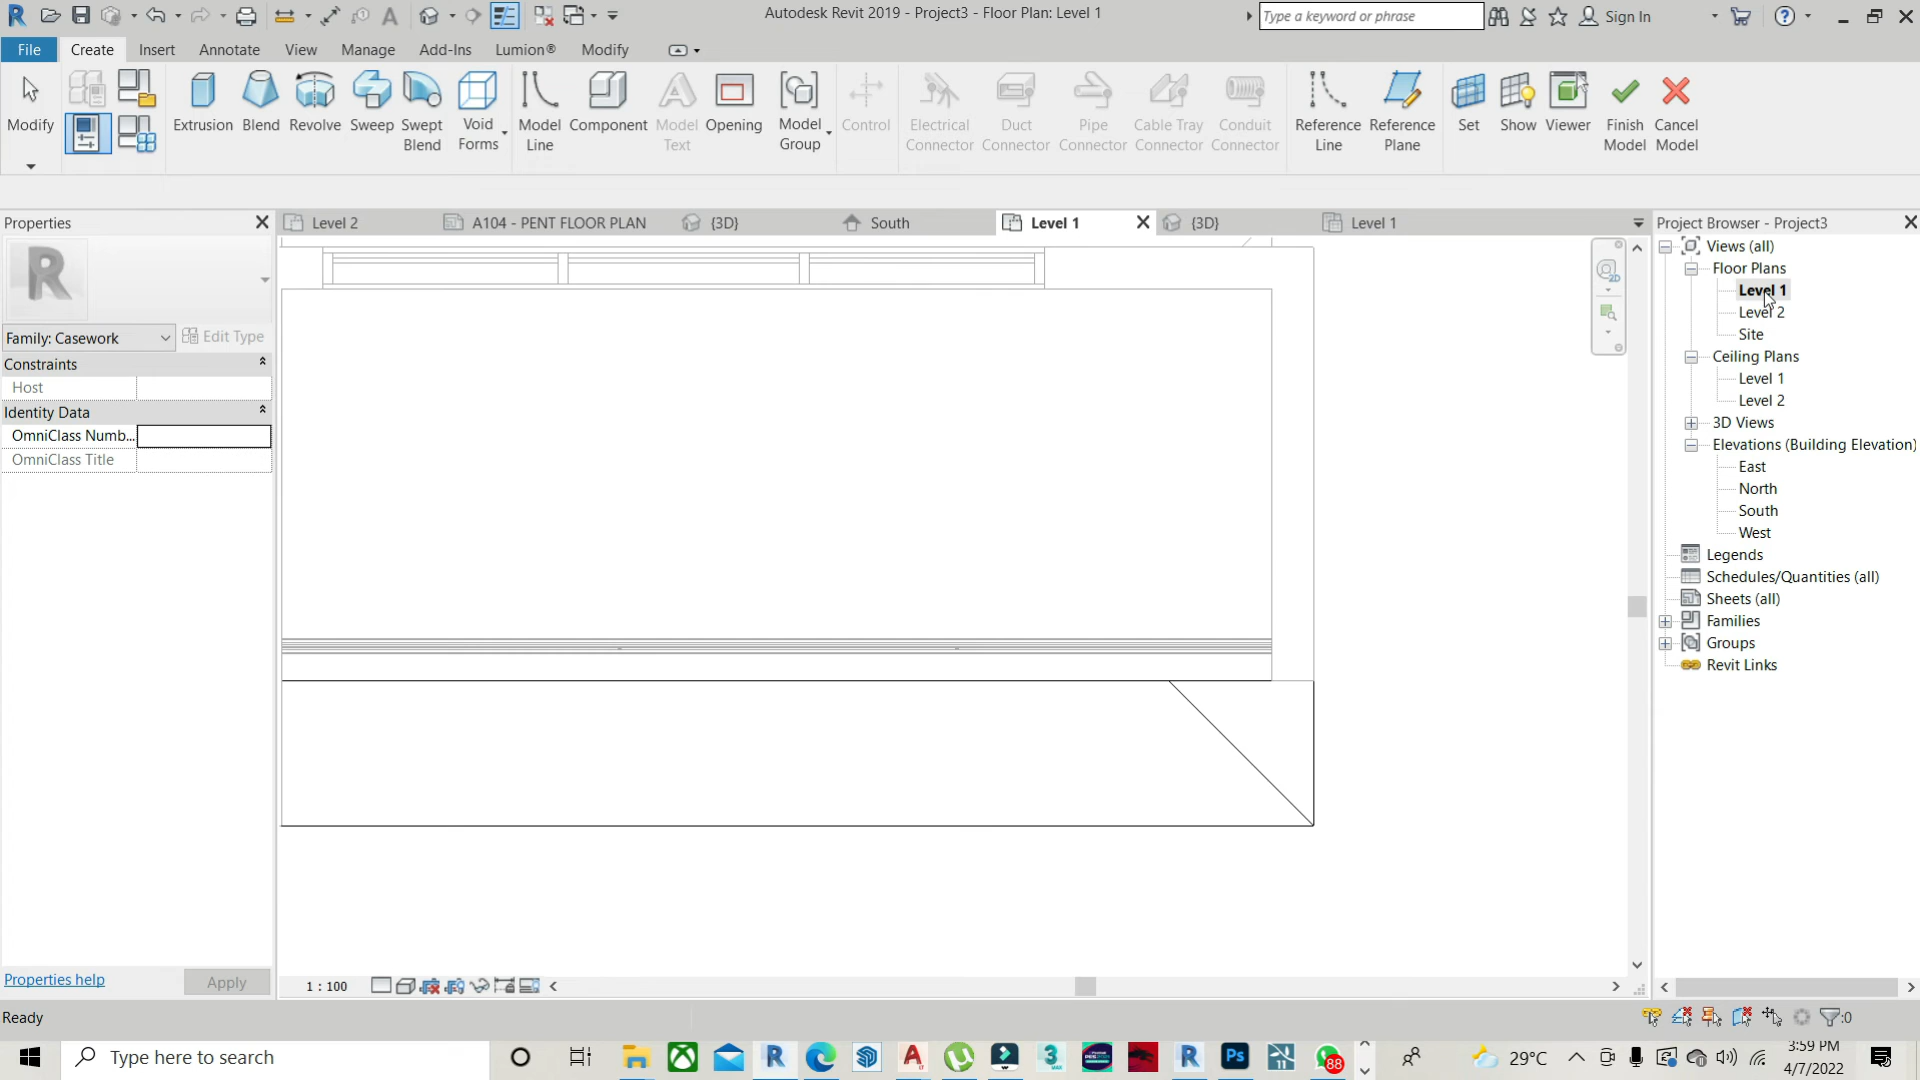 Autodesk Revit 2019 - Project3 - Floor Plan: Level 1
Type a keyword or phrase
Sign In
File Create Insert Annotate View Manage Add-Ins Lumion® Modify
Modify
Extrusion
Blend
Revolve
Sweep
Swept
Blend
Void
Forms
Model
Line
Component
Model
Text
Opening
Model
Group
Control
Electrical
Connector
Duct
Connector
Pipe
Connector
Cable Tray
Connector
Conduit
Connector
Reference
Line
Reference
Plane
Set
Show
Viewer
Finish
Model
Cancel
Model
Properties
Level 2
A104 - PENT FLOOR PLAN
{3D}
South
Level 1
{3D}
Level 1
Project Browser - Project3
Family: Casework
Edit Type
Constraints
Host
Identity Data
OmniClass Numb...
OmniClass Title
Properties help
Apply
Views (all)
Floor Plans
Level 1
Level 2
Site
Ceiling Plans
Level 1
Level 2
3D Views
Elevations (Building Elevation)
East
North
South
West
Legends
Schedules/Quantities (all)
Sheets (all)
Families
Groups
Revit Links
1 : 100
Ready
:0
Type here to search
88
29°C
3:59 PM
4/7/2022